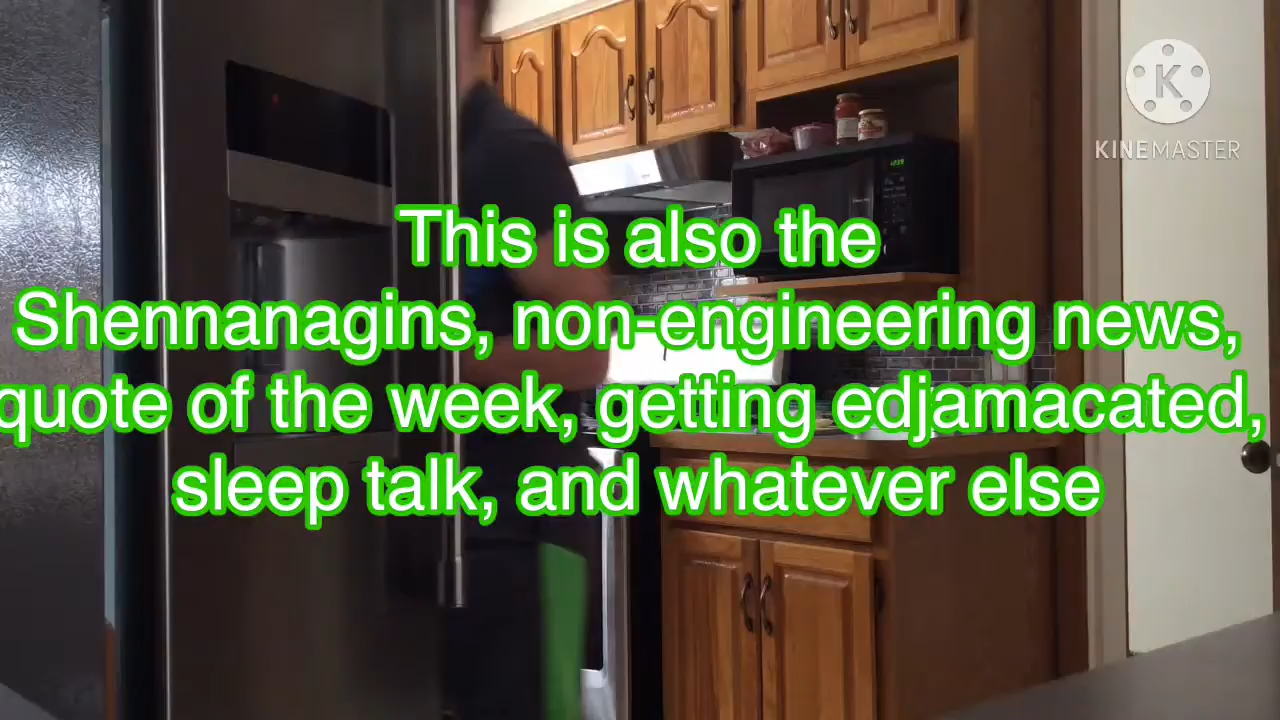 This is also the
Shennanagins, non-engineering news,
quote of the week, getting edjamacated,
sleep talk, and whatever else
K
KINEMASTER